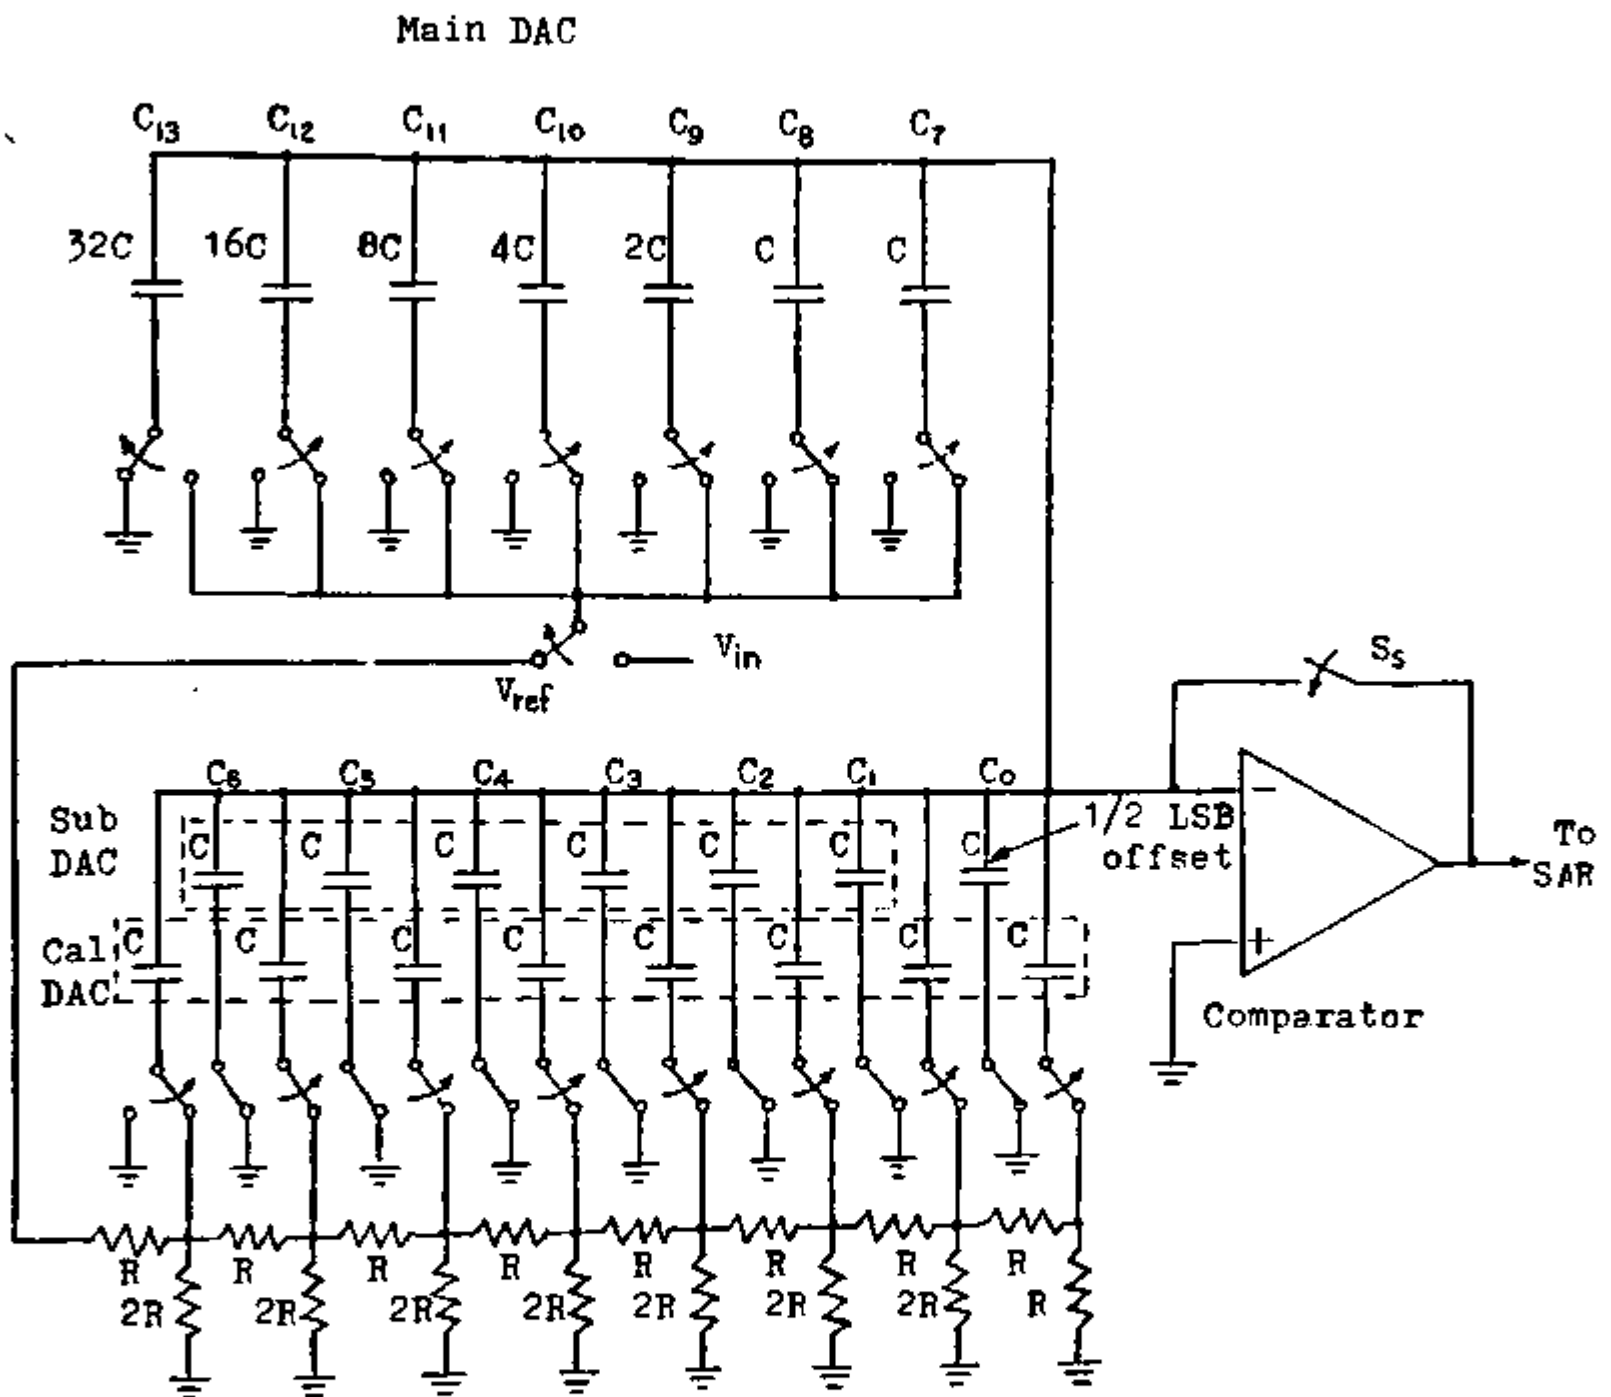 Main DAC
C13 C12 C11 C10 C9 C8 C7
32C 16C 8C 4C 2C C C
Vin
Vref
Ss
C6 C5 C4 C3 C2 C1 C0
Sub DAC
C C C C C C C
1/2 LSB offset
To SAR
Cal DAC
C C C C C C C C
Comparator
R R R R R R R R
2R 2R 2R 2R 2R 2R 2R R